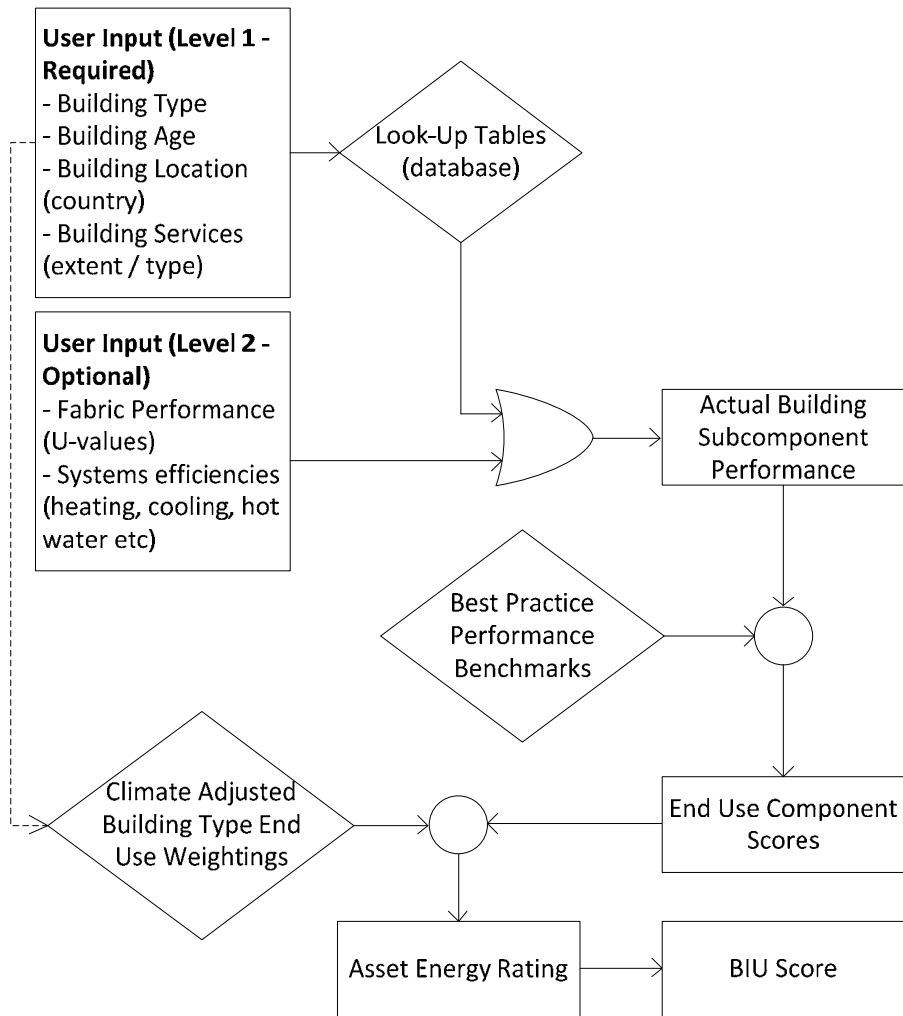 User Input (Level 1 -
Required)
- Building Type
- Building Age
- Building Location
(country)
- Building Services
(extent / type)
Look-Up Tables
(database)
User Input (Level 2 -
Optional)
- Fabric Performance
(U-values)
- Systems efficiencies
(heating, cooling, hot
water etc)
Actual Building
Subcomponent
Performance
Best Practice
Performance
Benchmarks
Climate Adjusted
Building Type End
Use Weightings
End Use Component
Scores
Asset Energy Rating
BIU Score